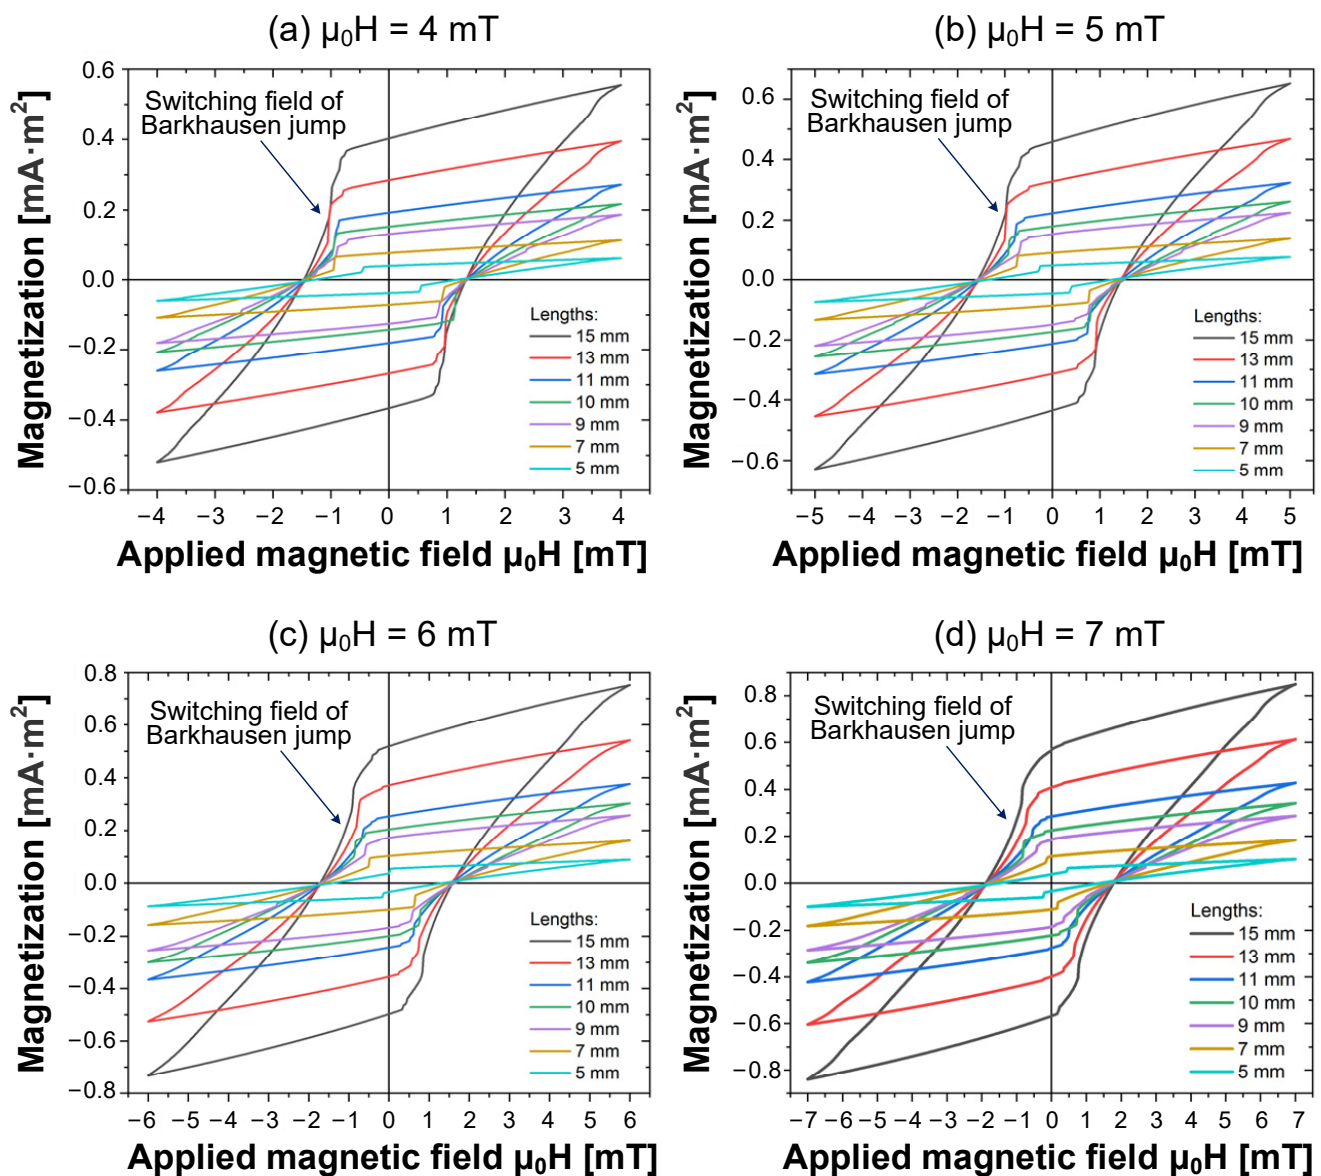 (a) μ₀H = 4 mT
Magnetization [mA·m²]
0.6
0.4
0.2
0.0
−0.2
−0.4
−0.6
Switching field of
Barkhausen jump
Lengths:
15 mm
13 mm
11 mm
10 mm
9 mm
7 mm
5 mm
−4 −3 −2 −1 0 1 2 3 4
Applied magnetic field μ₀H [mT]
(b) μ₀H = 5 mT
Magnetization [mA·m²]
0.6
0.4
0.2
0.0
−0.2
−0.4
−0.6
Switching field of
Barkhausen jump
Lengths:
15 mm
13 mm
11 mm
10 mm
9 mm
7 mm
5 mm
−5 −4 −3 −2 −1 0 1 2 3 4 5
Applied magnetic field μ₀H [mT]
(c) μ₀H = 6 mT
Magnetization [mA·m²]
0.8
0.6
0.4
0.2
0.0
−0.2
−0.4
−0.6
−0.8
Switching field of
Barkhausen jump
Lengths:
15 mm
13 mm
11 mm
10 mm
9 mm
7 mm
5 mm
−6 −5 −4 −3 −2 −1 0 1 2 3 4 5 6
Applied magnetic field μ₀H [mT]
(d) μ₀H = 7 mT
Magnetization [mA·m²]
0.8
0.6
0.4
0.2
0.0
−0.2
−0.4
−0.6
−0.8
Switching field of
Barkhausen jump
Lengths:
15 mm
13 mm
11 mm
10 mm
9 mm
7 mm
5 mm
−7 −6 −5 −4 −3 −2 −1 0 1 2 3 4 5 6 7
Applied magnetic field μ₀H [mT]